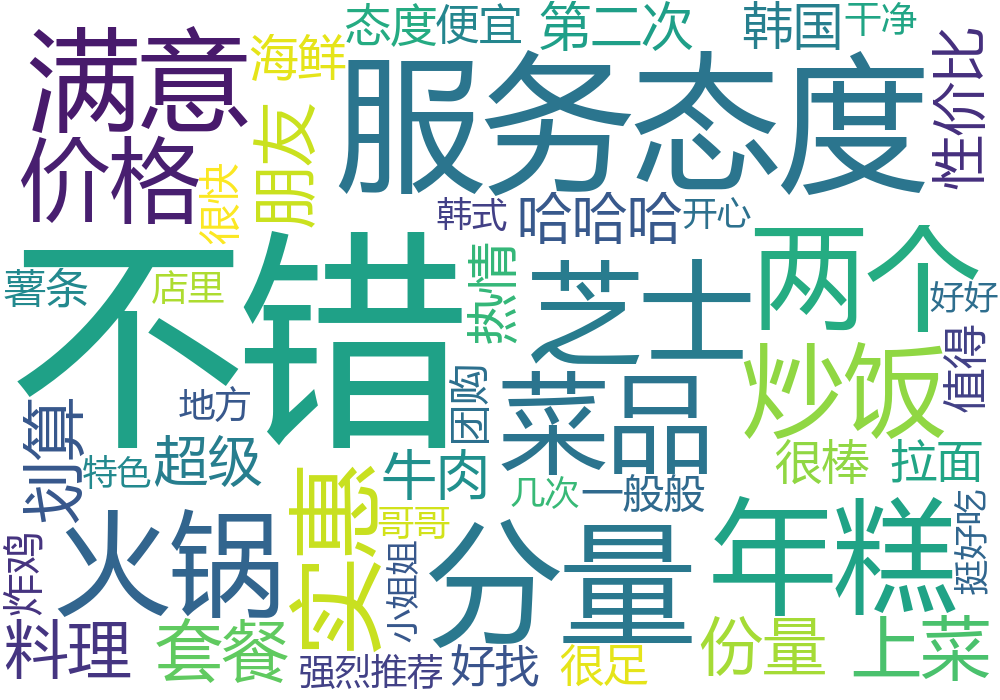 满意
海鲜
态度
便宜
第二次
韩国
干净
服务态度
性价比
价格
很快
朋友
韩式
哈哈哈
开心
不错
薯条
店里
热情
芝士
两个
好好
炒饭
值得
地方
团购
菜品
划算
特色
超级
牛肉
几次
一般般
很棒
拉面
实惠
哥哥
火锅
炸鸡
小姐姐
分量
年糕
挺好吃
料理
套餐
强烈推荐
好找
很足
份量
上菜